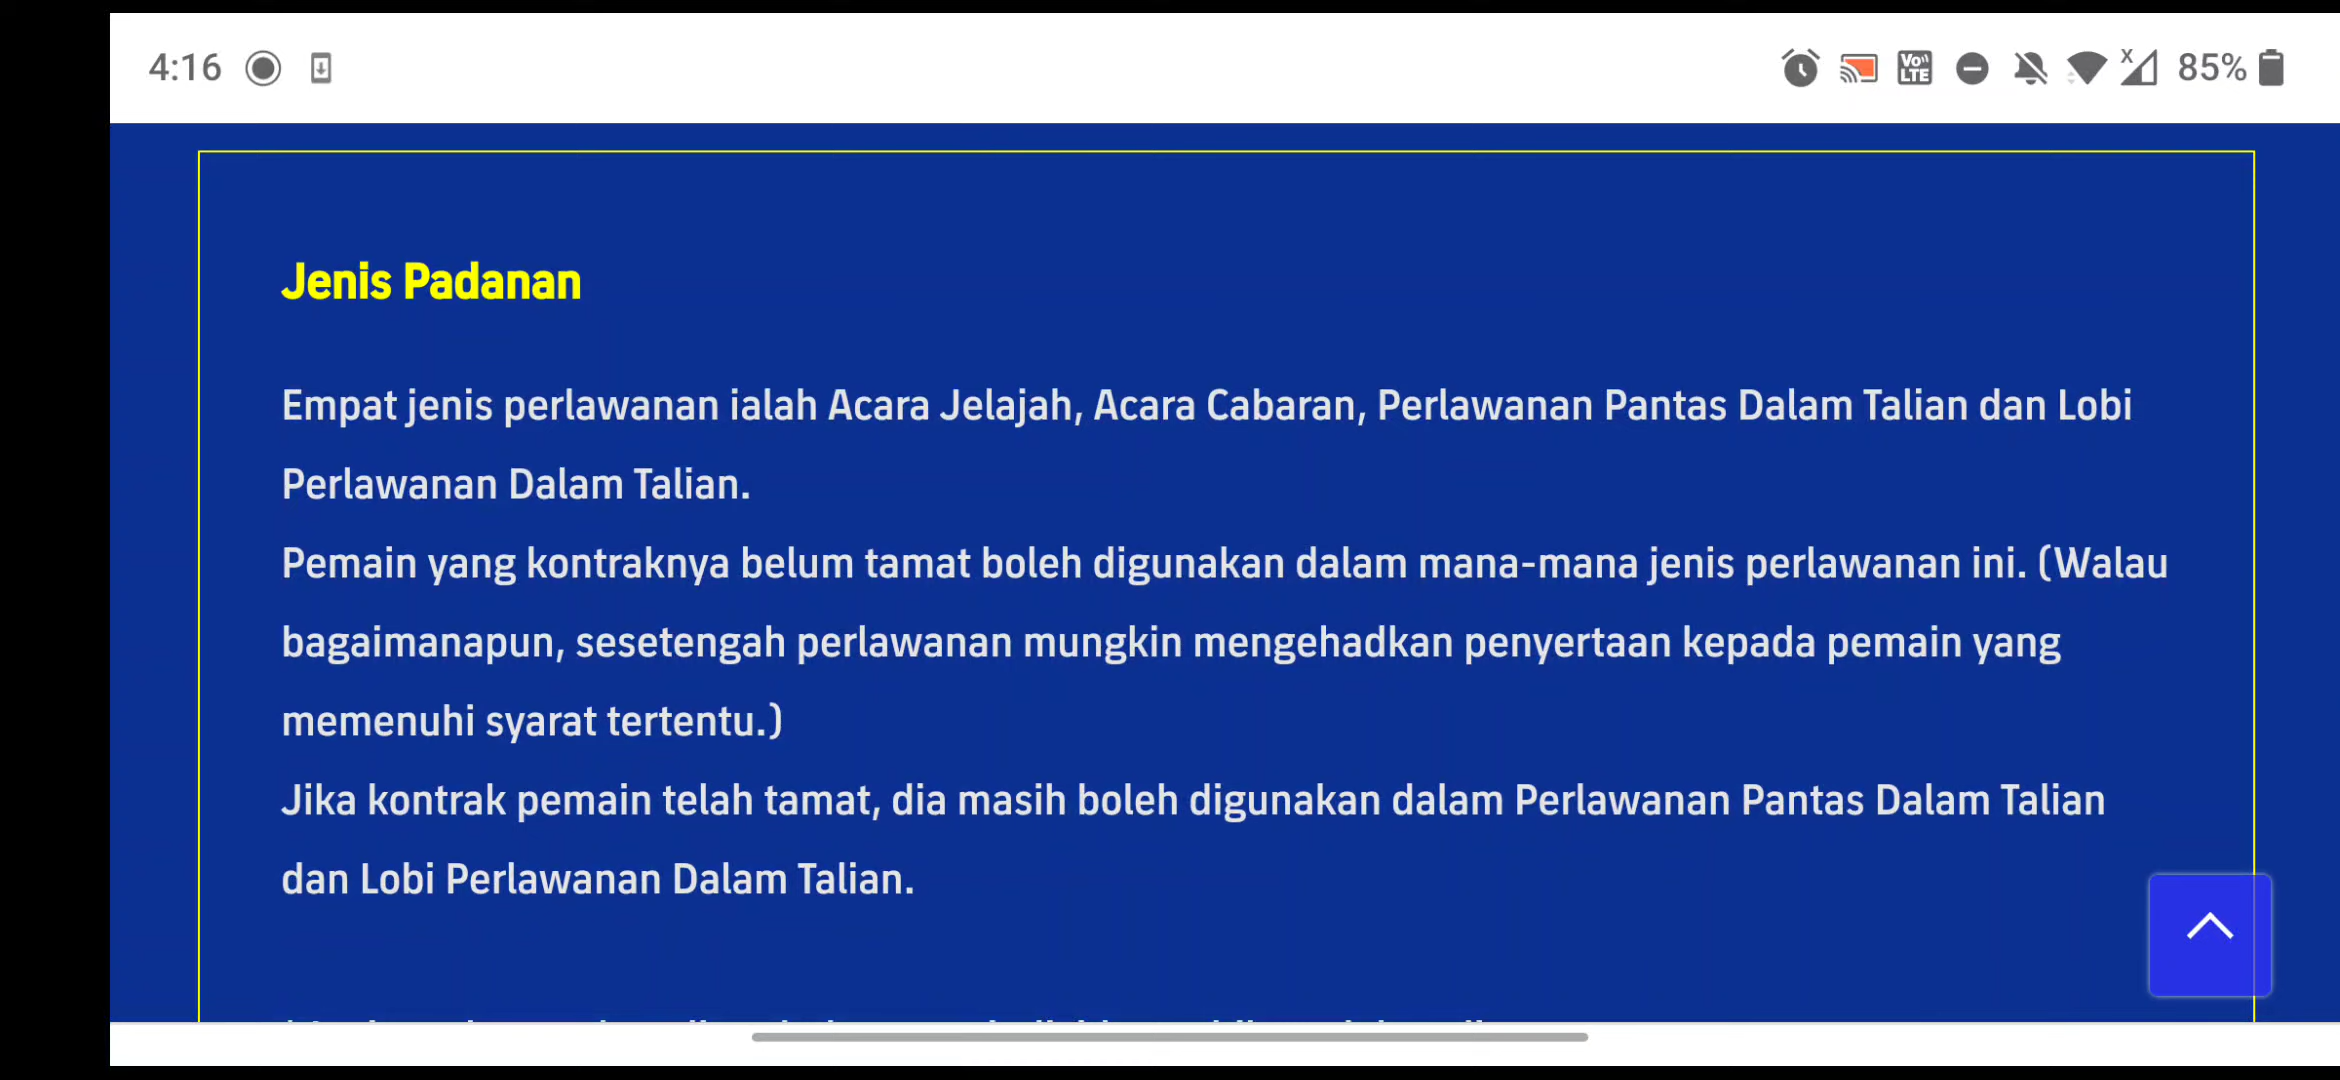 4:16
Vo LTE
x
85%
Jenis Padanan
Empat jenis perlawanan ialah Acara Jelajah, Acara Cabaran, Perlawanan Pantas Dalam Talian dan Lobi
Perlawanan Dalam Talian.
Pemain yang kontraknya belum tamat boleh digunakan dalam mana-mana jenis perlawanan ini. (Walau
bagaimanapun, sesetengah perlawanan mungkin mengehadkan penyertaan kepada pemain yang
memenuhi syarat tertentu.)
Jika kontrak pemain telah tamat, dia masih boleh digunakan dalam Perlawanan Pantas Dalam Talian
dan Lobi Perlawanan Dalam Talian.